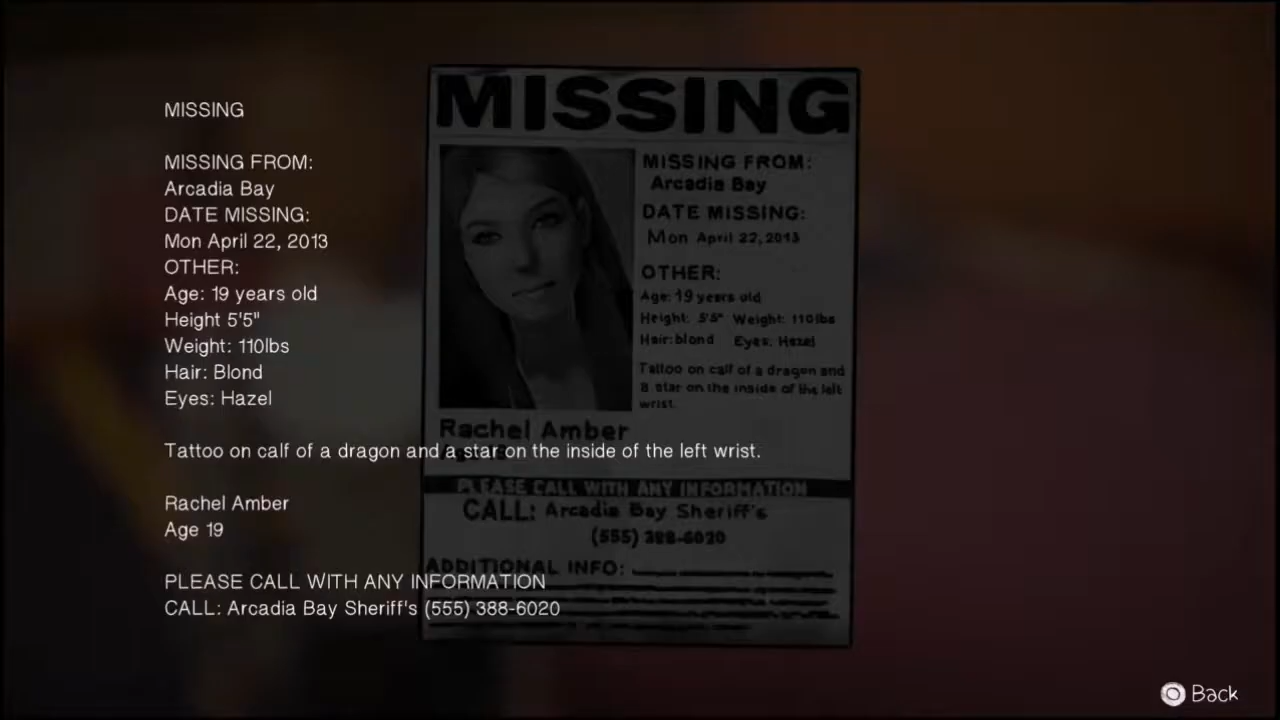 MISSING
MISSING FROM:
Arcadia Bay
DATE MISSING:
Mon April 22, 2013
OTHER:
Age: 19 years old
Height 5'5"
Weight: 110lbs
Hair: Blond
Eyes: Hazel
Tattoo on calf of a dragon and a star on the inside of the left wrist.
Rachel Amber
Age 19
PLEASE CALL WITH ANY INFORMATION
CALL: Arcadia Bay Sheriff's (555) 388-6020
MISSING
MISSING FROM:
Arcadia Bay
DATE MISSING:
Mon April 22, 2013
OTHER:
Age: 19 years old
Height: 5'5" Weight: 110lbs
Hair: blond Eyes: Hazel
Tattoo on calf of a dragon and
a star on the inside of the left
wrist.
Rachel Amber
PLEASE CALL WITH ANY INFORMATION
CALL: Arcadia Bay Sheriff's
(555) 388-6020
ADDITIONAL INFO:
Back